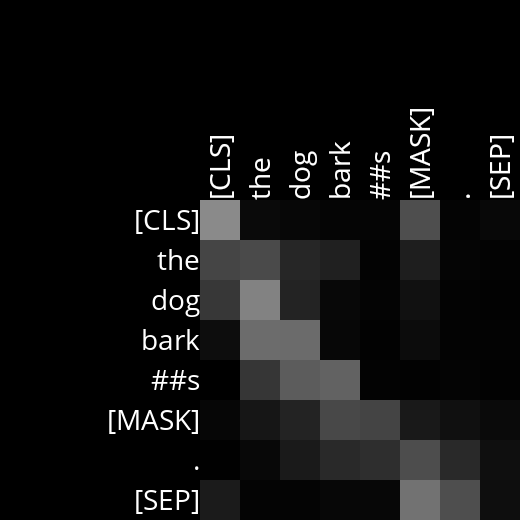 [CLS] the dog bark ##s [MASK] . [SEP]
[CLS]
the
dog
bark
##s
[MASK]
.
[SEP]